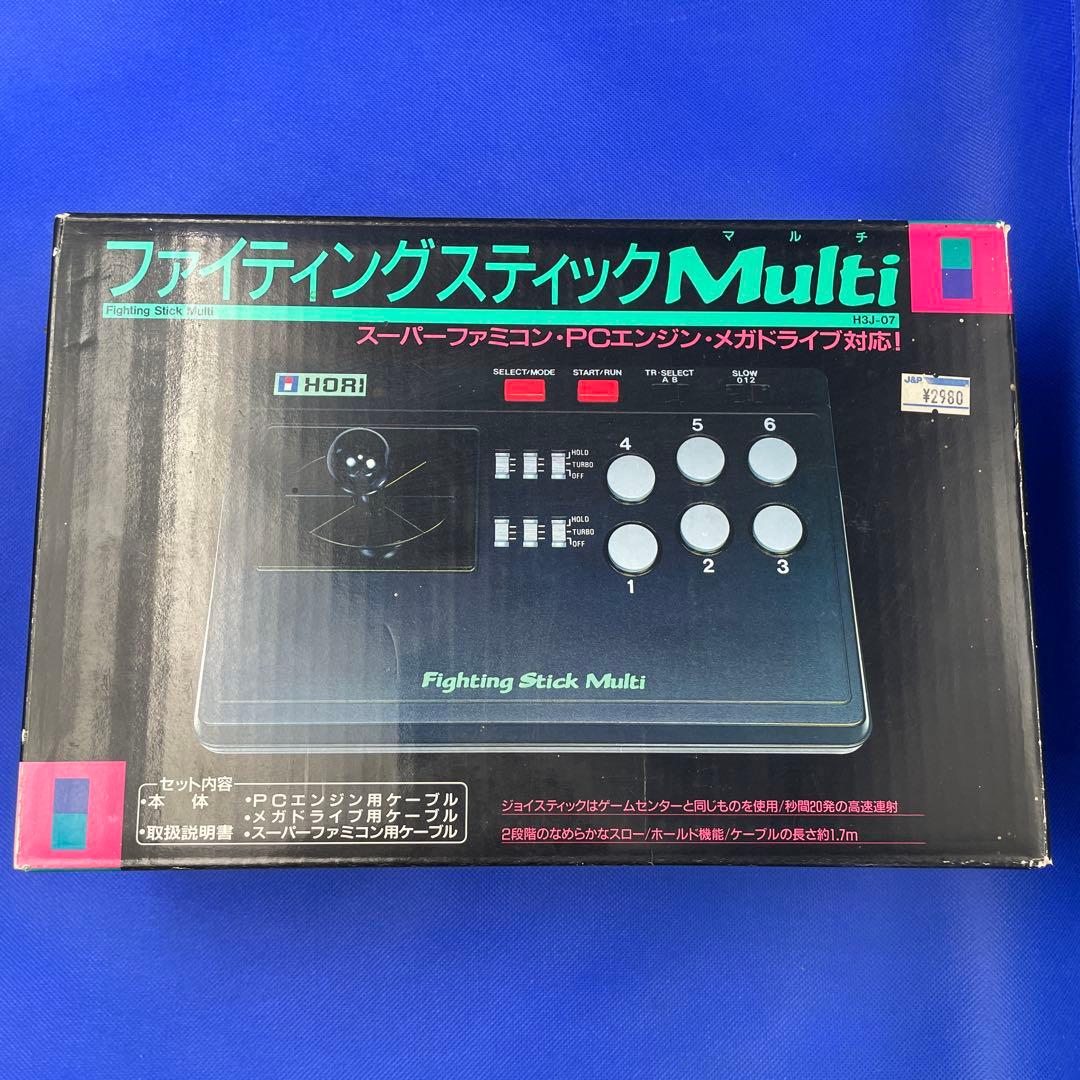 マルチ
ファイティングスティックMulti
Fighting Stick Multi
H3J-07
スーパーファミコン・PCエンジン・メガドライブ対応!
HORI
SELECT/MODE
START/RUN
TR-SELECT
A B
SLOW
0 1 2
J&P
¥2980
HOLD
TURBO
OFF
4
5
6
HOLD
TURBO
OFF
1
2
3
Fighting Stick Multi
セット内容
・本体 ・PCエンジン用ケーブル
・メガドライブ用ケーブル
・取扱説明書 ・スーパーファミコン用ケーブル
ジョイスティックはゲームセンターと同じものを使用/秒間20発の高速連射
2段階のなめらかなスロー/ホールド機能/ケーブルの長さ約1.7m